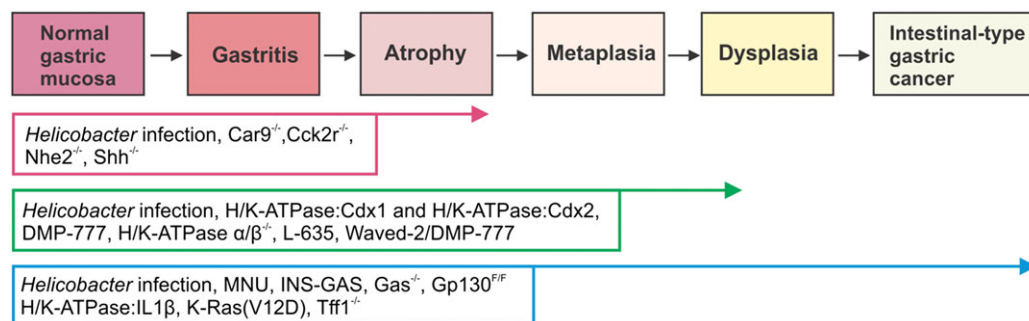 Normal
gastric
mucosa
Gastritis
Atrophy
Metaplasia
Dysplasia
Intestinal-type
gastric
cancer
Helicobacter infection, Car9⁻/⁻,Cck2r⁻/⁻,
Nhe2⁻/⁻, Shh⁻/⁻
Helicobacter infection, H/K-ATPase:Cdx1 and H/K-ATPase:Cdx2,
DMP-777, H/K-ATPase α/β⁻/⁻, L-635, Waved-2/DMP-777
Helicobacter infection, MNU, INS-GAS, Gas⁻/⁻, Gp130F/F
H/K-ATPase:IL1β, K-Ras(V12D), Tff1⁻/⁻